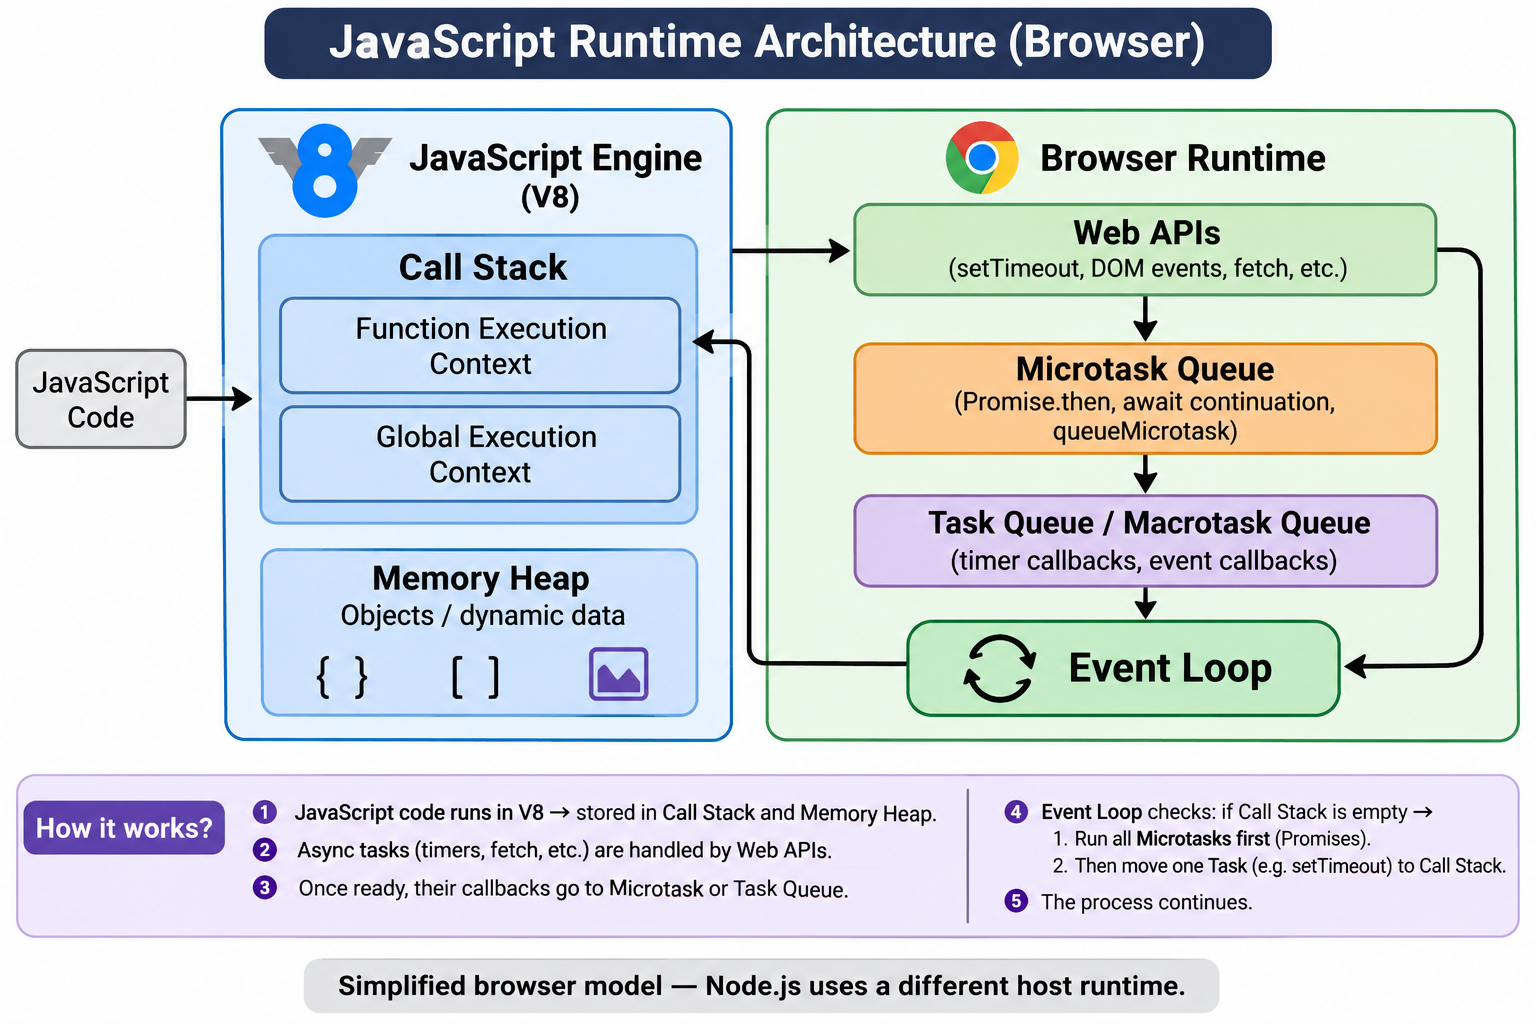 JavaScript Runtime Architecture (Browser)
8
JavaScript Engine
(V8)
Call Stack
Function Execution
Context
Global Execution
Context
Memory Heap
Objects / dynamic data
{ } [ ]
JavaScript
Code
Browser Runtime
Web APIs
(setTimeout, DOM events, fetch, etc.)
Microtask Queue
(Promise.then, await continuation,
queueMicrotask)
Task Queue / Macrotask Queue
(timer callbacks, event callbacks)
Event Loop
How it works?
1 JavaScript code runs in V8 → stored in Call Stack and Memory Heap.
2 Async tasks (timers, fetch, etc.) are handled by Web APIs.
3 Once ready, their callbacks go to Microtask or Task Queue.
4 Event Loop checks: if Call Stack is empty →
1. Run all Microtasks first (Promises).
2. Then move one Task (e.g. setTimeout) to Call Stack.
5 The process continues.
Simplified browser model — Node.js uses a different host runtime.